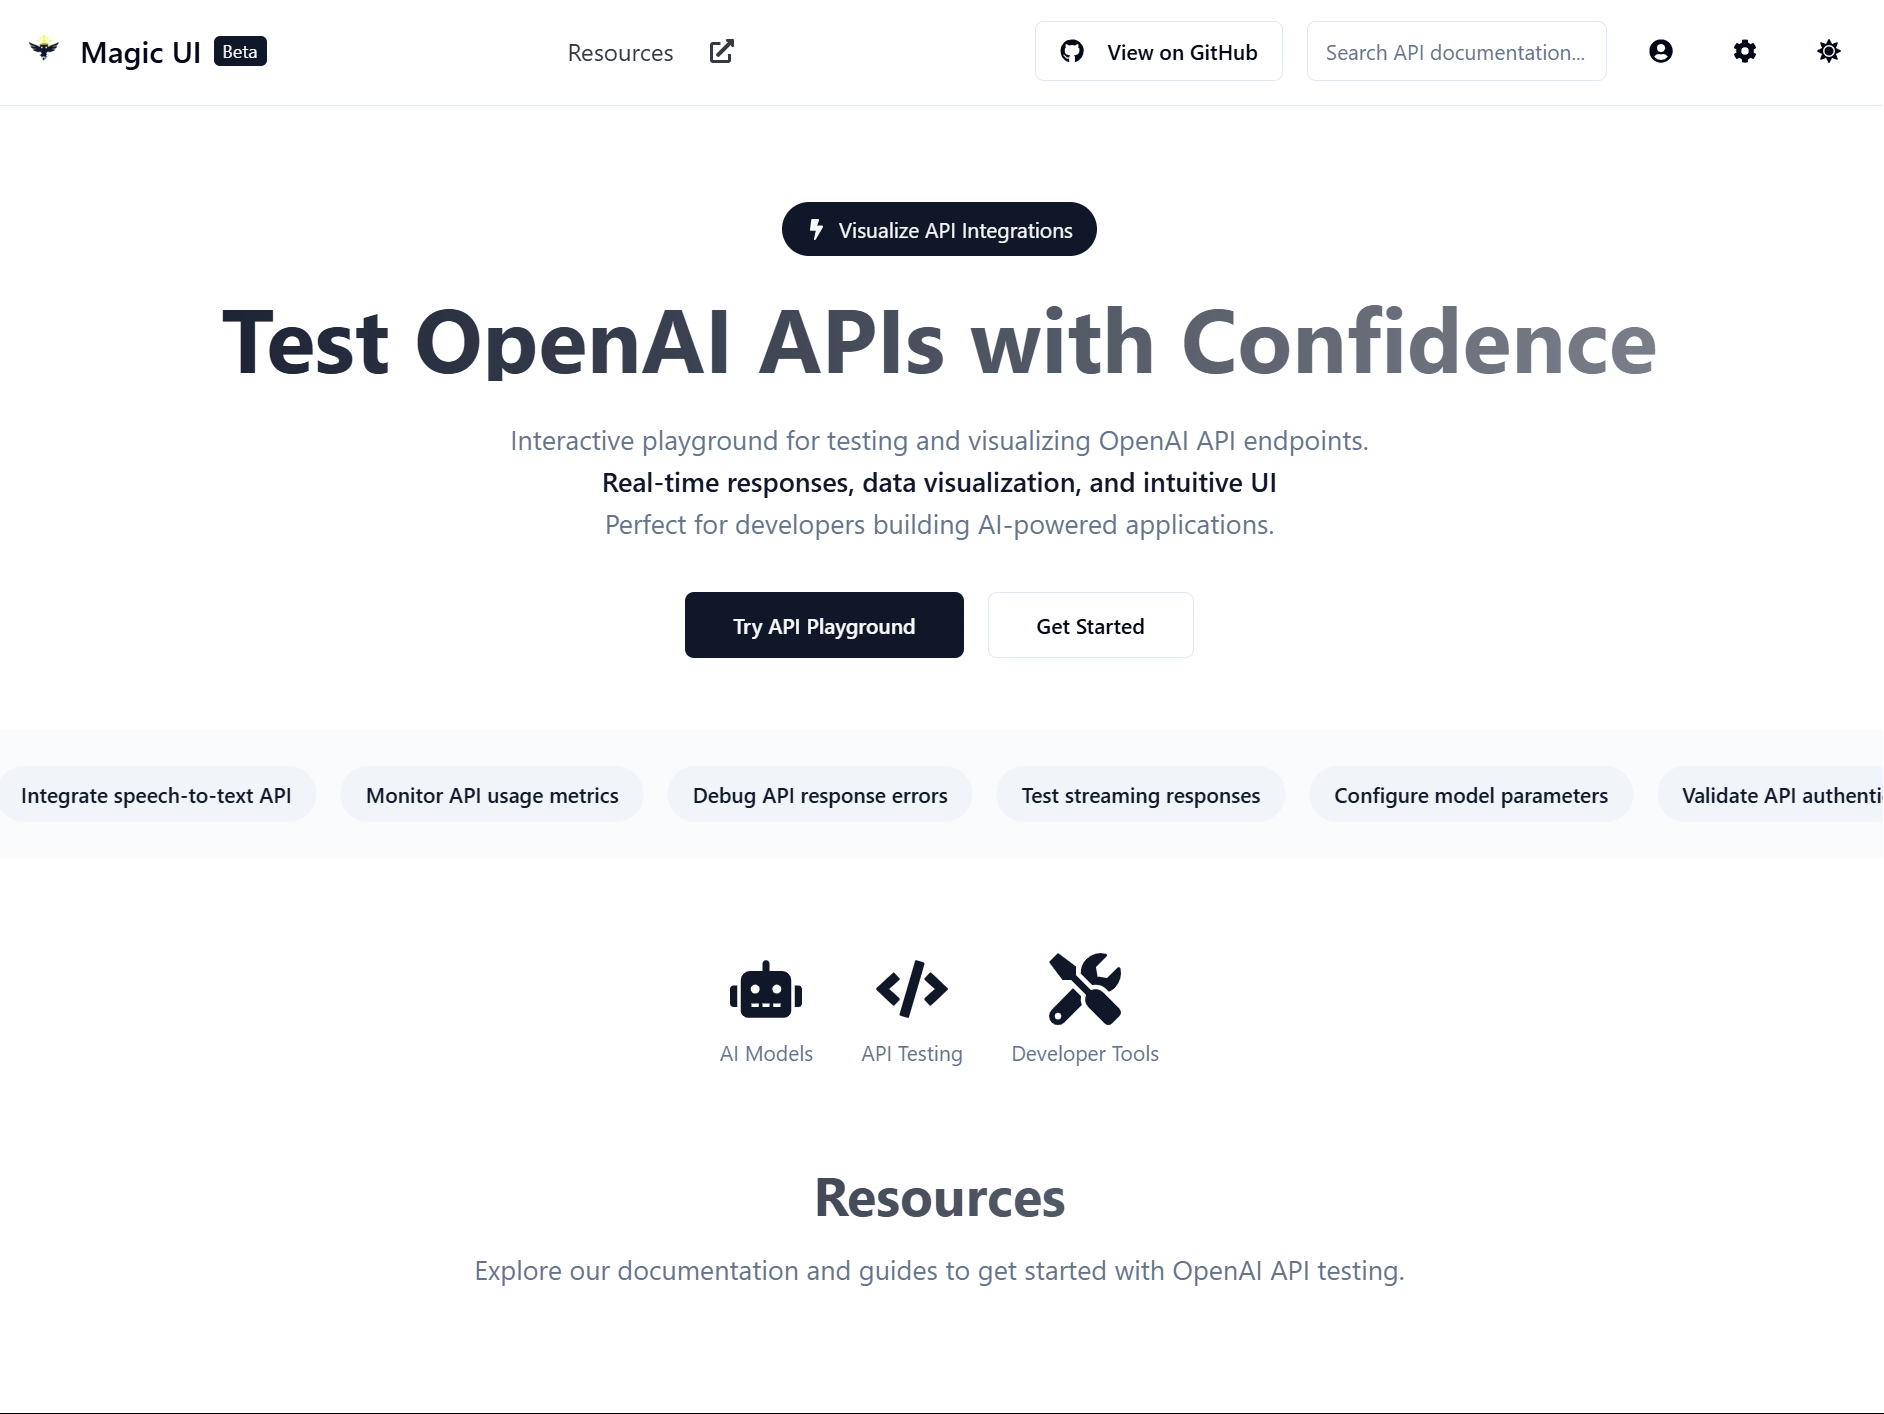 Magic UI Beta
Resources
View on GitHub
Search API documentation...
Visualize API Integrations
Test OpenAI APIs with Confidence
Interactive playground for testing and visualizing OpenAI API endpoints.
Real-time responses, data visualization, and intuitive UI
Perfect for developers building AI-powered applications.
Try API Playground
Get Started
Integrate speech-to-text API
Monitor API usage metrics
Debug API response errors
Test streaming responses
Configure model parameters
Validate API authenti
AI Models
API Testing
Developer Tools
Resources
Explore our documentation and guides to get started with OpenAI API testing.